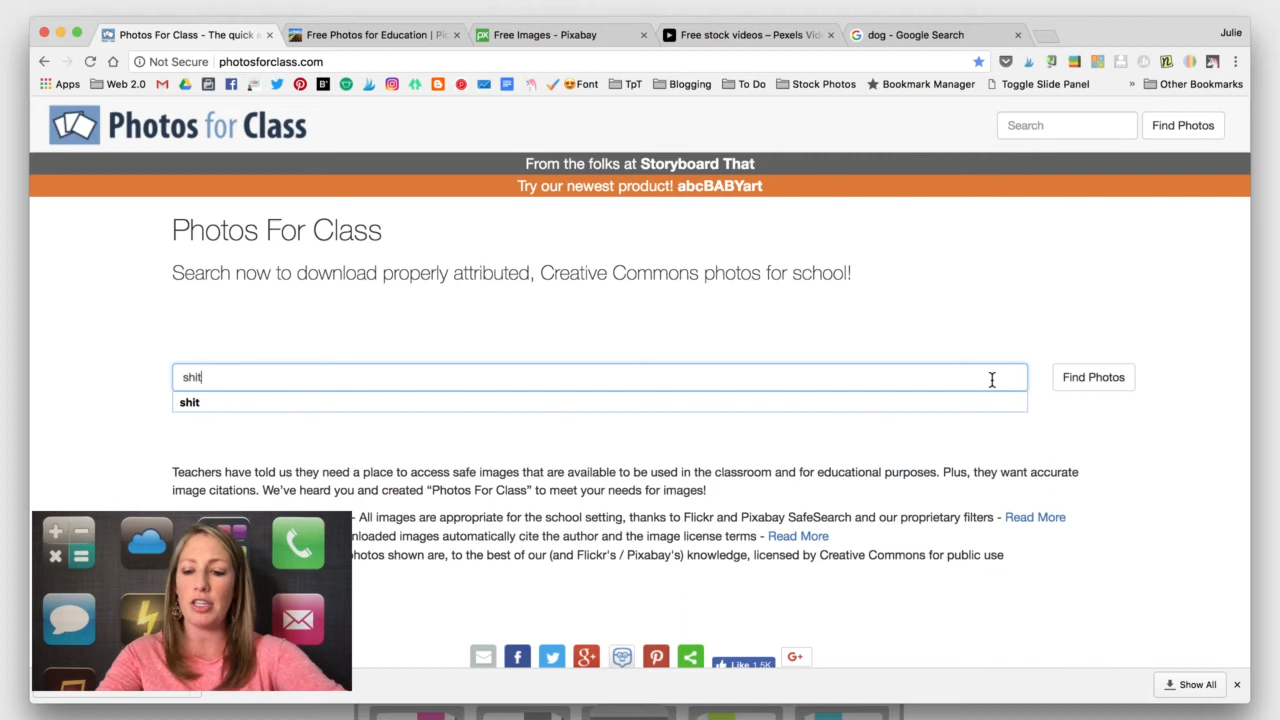 Photos For Class - The quick a
Free Photos for Education | Pic
Free Images - Pixabay
Free stock videos – Pexels Vide
dog - Google Search
Julie
Not Secure photosforclass.com
Apps
Web 2.0
Font
TpT
Blogging
To Do
Stock Photos
Bookmark Manager
Toggle Slide Panel
»
Other Bookmarks
Photos for Class
Search
Find Photos
From the folks at Storyboard That
Try our newest product! abcBABYart
Photos For Class
Search now to download properly attributed, Creative Commons photos for school!
shit
Find Photos
shit
Teachers have told us they need a place to access safe images that are available to be used in the classroom and for educational purposes. Plus, they want accurate
image citations. We've heard you and created "Photos For Class" to meet your needs for images!
- All images are appropriate for the school setting, thanks to Flickr and Pixabay SafeSearch and our proprietary filters - Read More
nloaded images automatically cite the author and the image license terms - Read More
hotos shown are, to the best of our (and Flickr's / Pixabay's) knowledge, licensed by Creative Commons for public use
Like 1.5K
G+
Show All